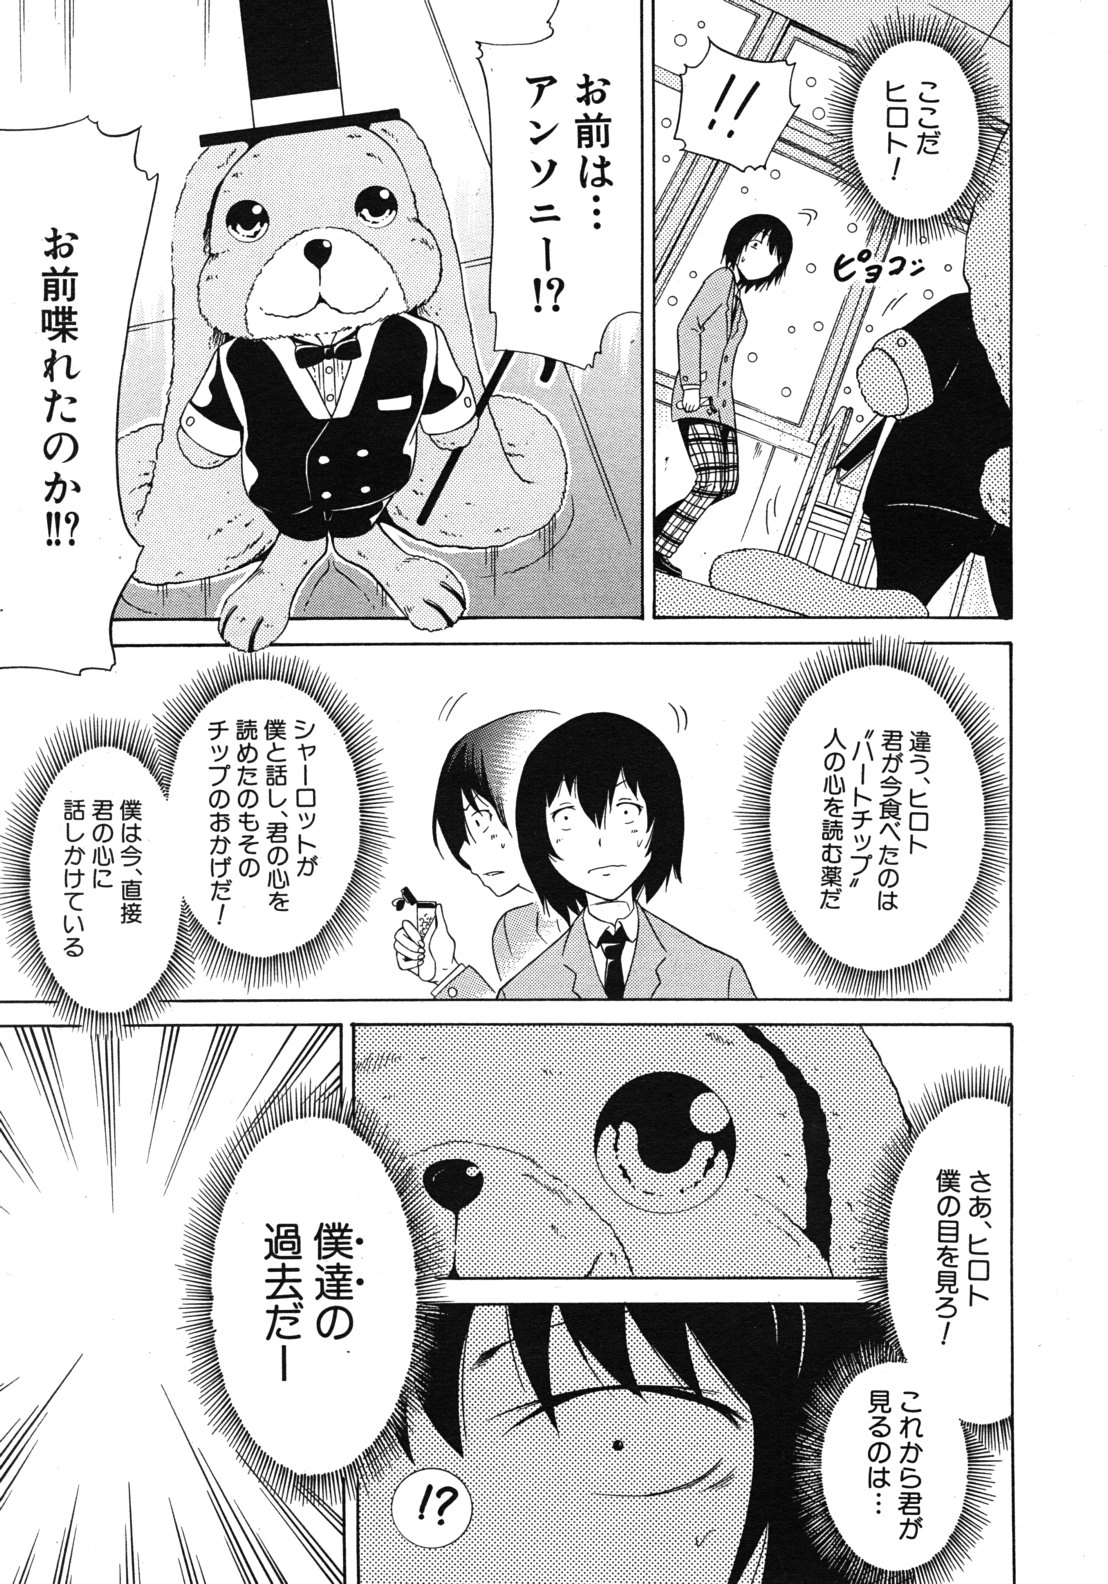 ここだ
ヒロト！
!!
ピョコン
お前は…
アンソニー!?
お前喋れたのか!!?
違う、ヒロト
君が今食べたのは
〝ハートチップ〟
人の心を読む薬だ
シャーロットが
僕と話し、君の心を
読めたのもその
チップのおかげだ！
僕は今、直接
君の心に
話しかけている
さあ、ヒロト
僕の目を見ろ！
これから君が
見るのは…
!?
僕達の
過去だー